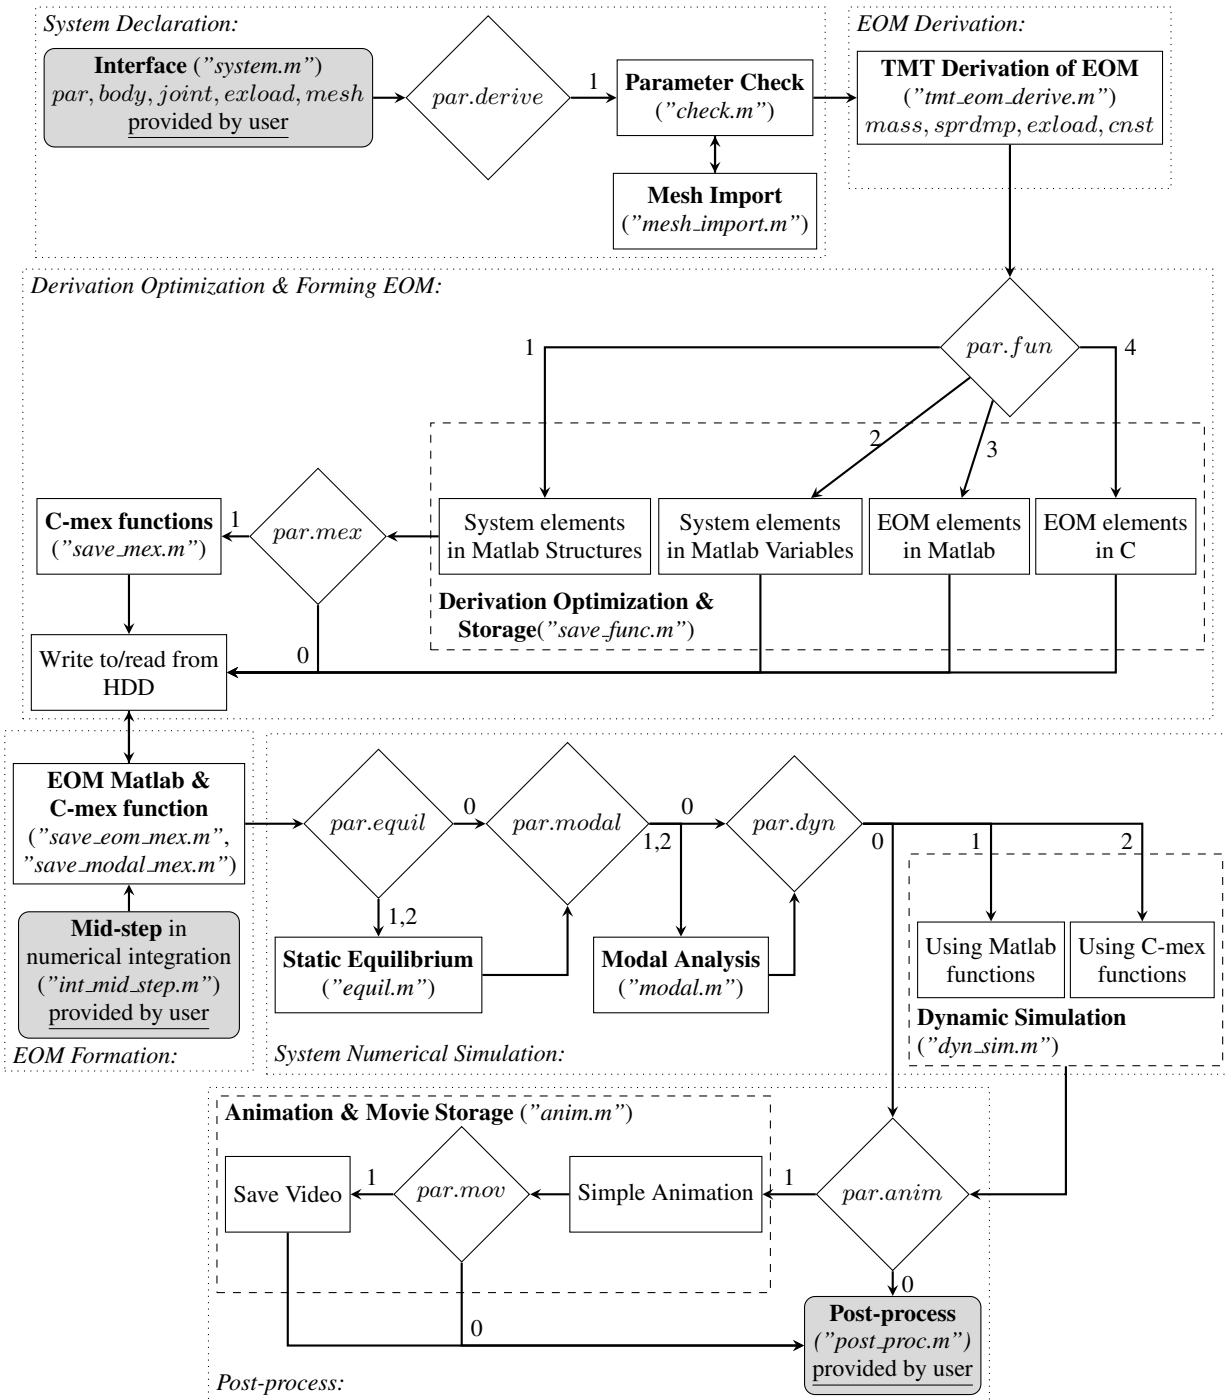 System Declaration:
Interface ("system.m")
par, body, joint, exload, mesh
provided by user
par.derive
1
Parameter Check
("check.m")
Mesh Import
("mesh_import.m")
EOM Derivation:
TMT Derivation of EOM
("tmt_eom_derive.m")
mass, sprdmp, exload, cnst
Derivation Optimization & Forming EOM:
par.fun
1
4
2
3
C-mex functions
("save_mex.m")
1
par.mex
System elements
in Matlab Structures
System elements
in Matlab Variables
EOM elements
in Matlab
EOM elements
in C
Derivation Optimization &
Storage("save_func.m")
0
Write to/read from
HDD
EOM Matlab &
C-mex function
("save_eom_mex.m",
"save_modal_mex.m")
Mid-step in
numerical integration
("int_mid_step.m")
provided by user
EOM Formation:
par.equil
0
par.modal
0
1,2
par.dyn
0
1
2
1,2
Static Equilibrium
("equil.m")
Modal Analysis
("modal.m")
Using Matlab
functions
Using C-mex
functions
Dynamic Simulation
("dyn_sim.m")
System Numerical Simulation:
Animation & Movie Storage ("anim.m")
Save Video
1
par.mov
Simple Animation
1
par.anim
0
0
Post-process
("post_proc.m")
provided by user
Post-process: